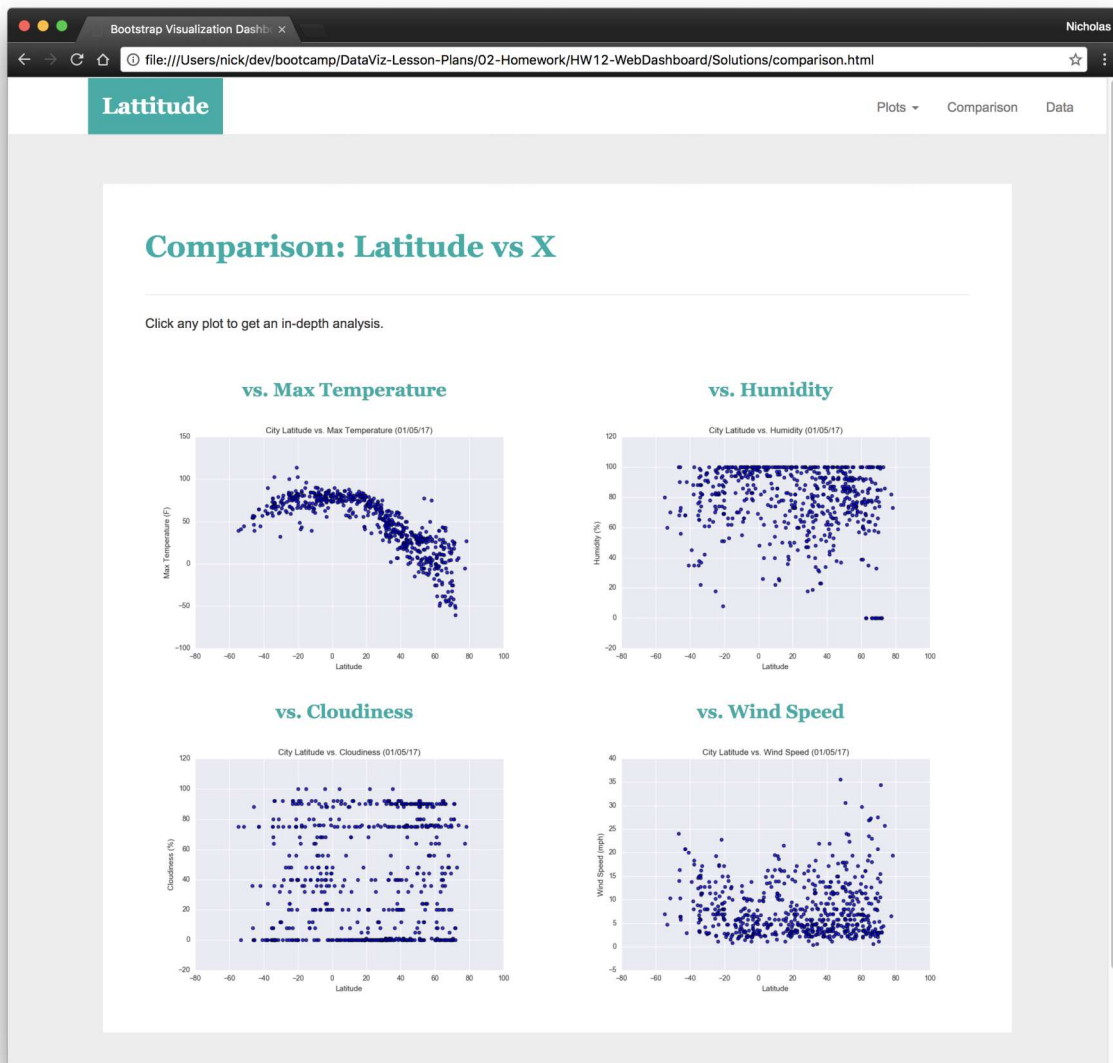 Bootstrap Visualization Dashbo
Nicholas
file:///Users/nick/dev/bootcamp/DataViz-Lesson-Plans/02-Homework/HW12-WebDashboard/Solutions/comparison.html
Lattitude
Plots Comparison Data
Comparison: Latitude vs X
Click any plot to get an in-depth analysis.
vs. Max Temperature
City Latitude vs. Max Temperature (01/05/17)
Max Temperature (F)
150
100
50
0
−50
−100
−80 −60 −40 −20 0 20 40 60 80 100
Latitude
vs. Humidity
City Latitude vs. Humidity (01/05/17)
Humidity (%)
120
100
80
60
40
20
0
−20
−80 −60 −40 −20 0 20 40 60 80 100
Latitude
vs. Cloudiness
City Latitude vs. Cloudiness (01/05/17)
Cloudiness (%)
120
100
80
60
40
20
0
−20
−80 −60 −40 −20 0 20 40 60 80 100
Latitude
vs. Wind Speed
City Latitude vs. Wind Speed (01/05/17)
Wind Speed (mph)
40
35
30
25
20
15
10
5
0
−5
−80 −60 −40 −20 0 20 40 60 80 100
Latitude